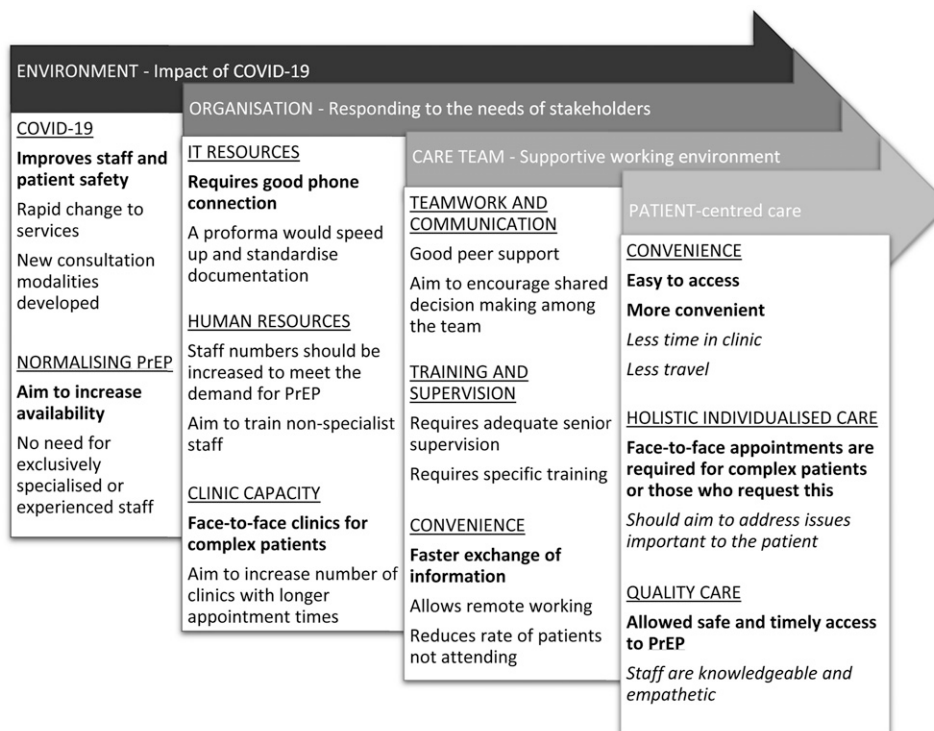 ENVIRONMENT - Impact of COVID-19
COVID-19
Improves staff and
patient safety
Rapid change to
services
New consultation
modalities
developed
NORMALISING PrEP
Aim to increase
availability
No need for
exclusively
specialised or
experienced staff
ORGANISATION - Responding to the needs of stakeholders
IT RESOURCES
Requires good phone
connection
A proforma would speed
up and standardise
documentation
HUMAN RESOURCES
Staff numbers should be
increased to meet the
demand for PrEP
Aim to train non-specialist
staff
CLINIC CAPACITY
Face-to-face clinics for
complex patients
Aim to increase number of
clinics with longer
appointment times
CARE TEAM - Supportive working environment
TEAMWORK AND
COMMUNICATION
Good peer support
Aim to encourage shared
decision making among
the team
TRAINING AND
SUPERVISION
Requires adequate senior
supervision
Requires specific training
CONVENIENCE
Faster exchange of
information
Allows remote working
Reduces rate of patients
not attending
PATIENT-centred care
CONVENIENCE
Easy to access
More convenient
Less time in clinic
Less travel
HOLISTIC INDIVIDUALISED CARE
Face-to-face appointments are
required for complex patients
or those who request this
Should aim to address issues
important to the patient
QUALITY CARE
Allowed safe and timely access
to PrEP
Staff are knowledgeable and
empathetic